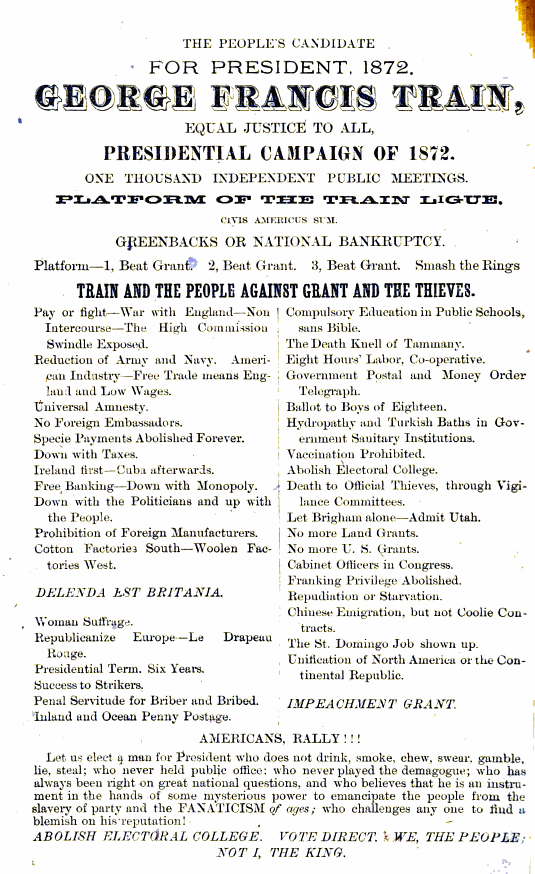 THE PEOPLE'S CANDIDATE
FOR PRESIDENT, 1872.
GEORGE FRANCIS TRAIN,
EQUAL JUSTICE TO ALL,
PRESIDENTIAL CAMPAIGN OF 1872.
ONE THOUSAND INDEPENDENT PUBLIC MEETINGS.
PLATFORM OF THE TRAIN LIGUE.
CIVIS AMERICUS SUM.
GREENBACKS OR NATIONAL BANKRUPTCY.
Platform—1, Beat Grant. 2, Beat Grant. 3, Beat Grant. Smash the Rings
TRAIN AND THE PEOPLE AGAINST GRANT AND THE THIEVES.
Pay or fight—War with England—Non
Intercourse—The High Commission
Swindle Exposed.
Reduction of Army and Navy. Ameri-
can Industry—Free Trade means Eng-
land and Low Wages.
Universal Amnesty.
No Foreign Embassadors.
Specie Payments Abolished Forever.
Down with Taxes.
Ireland first—Cuba afterwards.
Free Banking—Down with Monopoly.
Down with the Politicians and up with
the People.
Prohibition of Foreign Manufacturers.
Cotton Factories South—Woolen Fac-
tories West.
DELENDA EST BRITANIA.
Woman Suffrage.
Republicanize Europe—Le Drapeau
Rouge.
Presidential Term. Six Years.
Success to Strikers.
Penal Servitude for Briber and Bribed.
Inland and Ocean Penny Postage.
Compulsory Education in Public Schools,
sans Bible.
The Death Knell of Tammany.
Eight Hours' Labor, Co-operative.
Government Postal and Money Order
Telegraph.
Ballot to Boys of Eighteen.
Hydropathy and Turkish Baths in Gov-
ernment Sanitary Institutions.
Vaccination Prohibited.
Abolish Electoral College.
Death to Official Thieves, through Vigi-
lance Committees.
Let Brigham alone—Admit Utah.
No more Land Grants.
No more U. S. Grants.
Cabinet Officers in Congress.
Franking Privilege Abolished.
Repudiation or Starvation.
Chinese Emigration, but not Coolie Con-
tracts.
The St. Domingo Job shown up.
Unification of North America or the Con-
tinental Republic.
IMPEACHMENT GRANT.
AMERICANS, RALLY!!!
Let us elect a man for President who does not drink, smoke, chew, swear, gamble,
lie, steal; who never held public office: who never played the demagogue; who has
always been right on great national questions, and who believes that he is an instru-
ment in the hands of some mysterious power to emancipate the people from the
slavery of party and the FANATICISM of ages; who challenges any one to find a
blemish on his reputation!
ABOLISH ELECTORAL COLLEGE. VOTE DIRECT. WE, THE PEOPLE;
NOT I, THE KING.